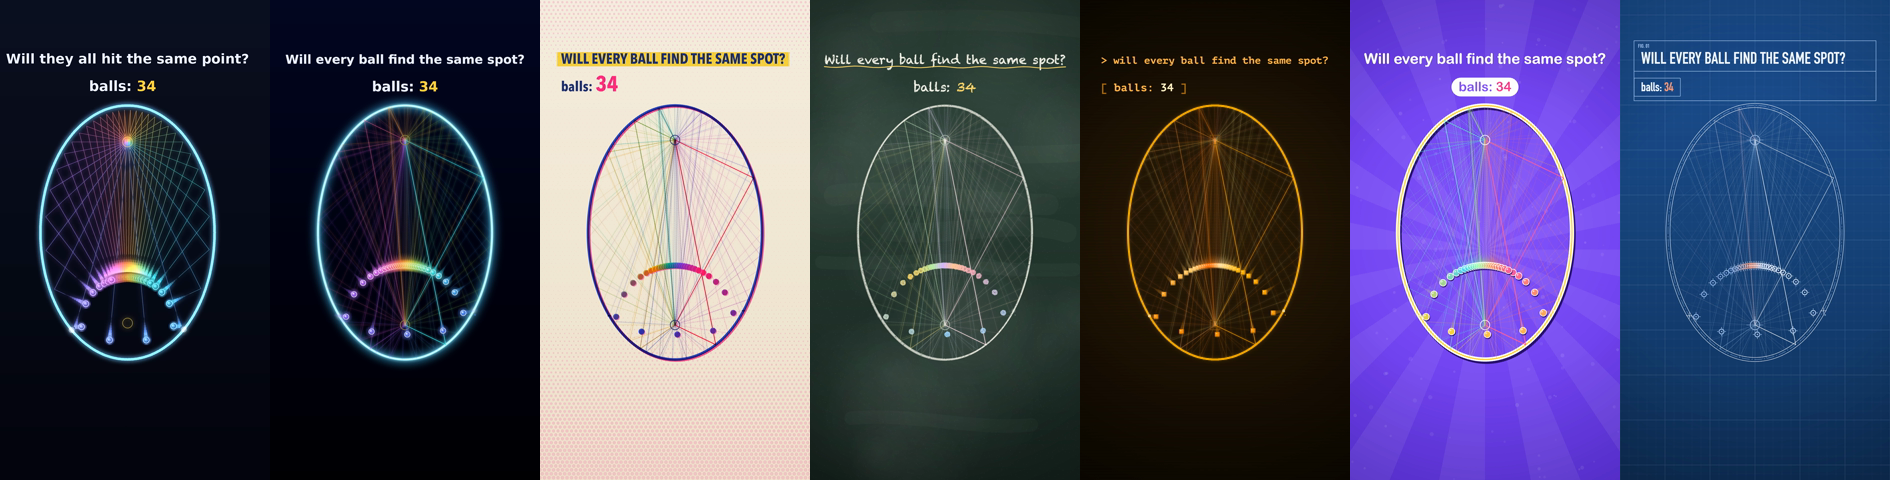 Will they all hit the same point?
balls: 34
Will every ball find the same spot?
balls: 34
WILL EVERY BALL FIND THE SAME SPOT?
balls: 34
Will every ball find the same spot?
balls: 34
> will every ball find the same spot?
[ balls: 34 ]
Will every ball find the same spot?
balls: 34
WILL EVERY BALL FIND THE SAME SPOT?
balls: 34